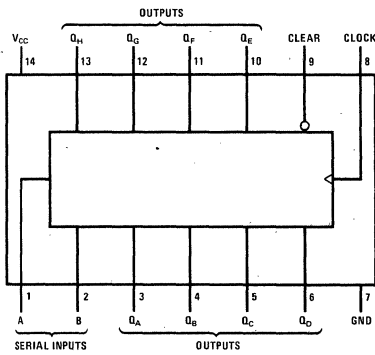 OUTPUTS
VCC QH QG QF QE CLEAR CLOCK
14 13 12 11 10 9 8
1 2 3 4 5 6 7
A B QA QB QC QD GND
SERIAL INPUTS OUTPUTS